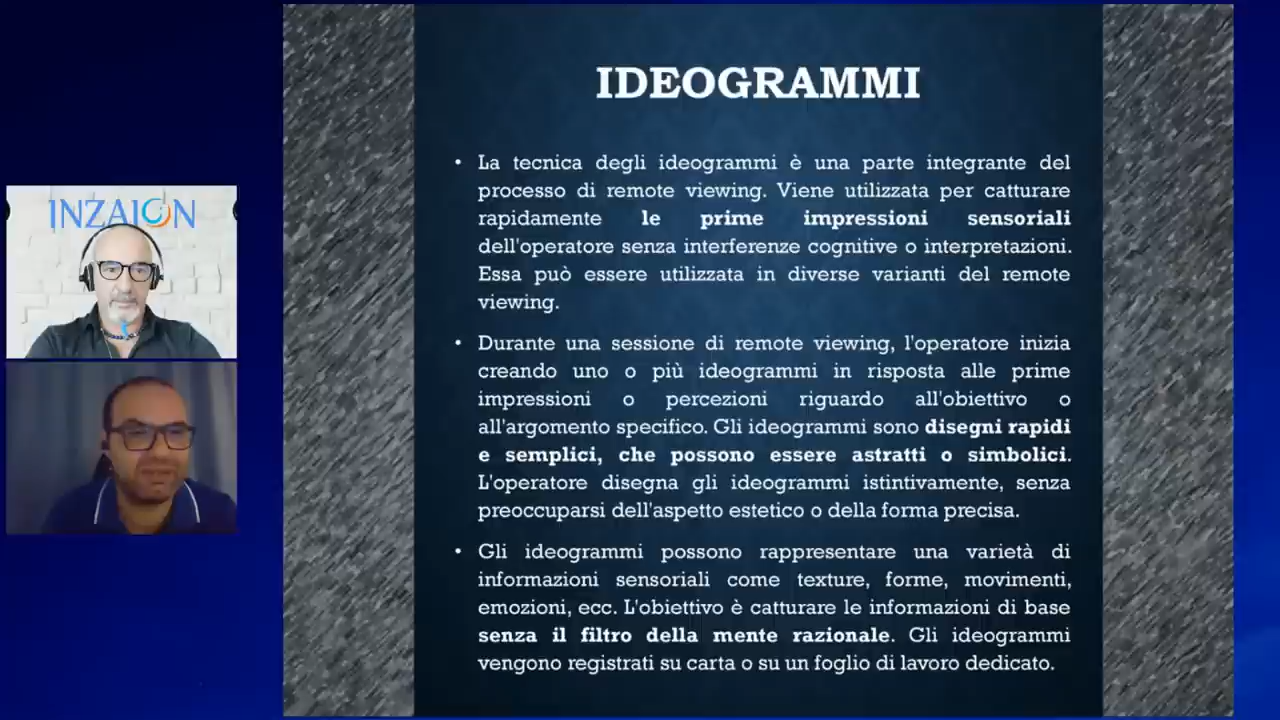 INZAION
IDEOGRAMMI
• La tecnica degli ideogrammi è una parte integrante del
processo di remote viewing. Viene utilizzata per catturare
rapidamente le prime impressioni sensoriali
dell'operatore senza interferenze cognitive o interpretazioni.
Essa può essere utilizzata in diverse varianti del remote
viewing.
• Durante una sessione di remote viewing, l'operatore inizia
creando uno o più ideogrammi in risposta alle prime
impressioni o percezioni riguardo all'obiettivo o
all'argomento specifico. Gli ideogrammi sono disegni rapidi
e semplici, che possono essere astratti o simbolici.
L'operatore disegna gli ideogrammi istintivamente, senza
preoccuparsi dell'aspetto estetico o della forma precisa.
• Gli ideogrammi possono rappresentare una varietà di
informazioni sensoriali come texture, forme, movimenti,
emozioni, ecc. L'obiettivo è catturare le informazioni di base
senza il filtro della mente razionale. Gli ideogrammi
vengono registrati su carta o su un foglio di lavoro dedicato.